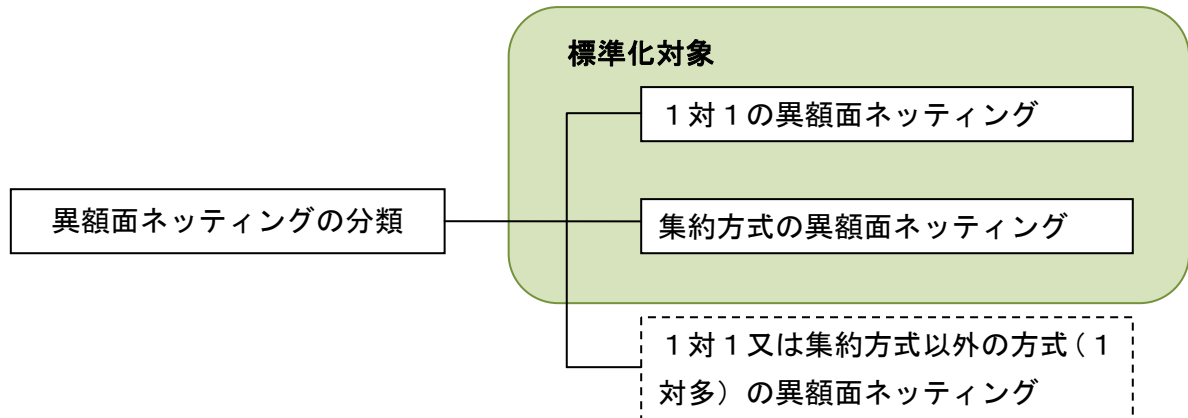 標準化対象
１対１の異額面ネッティング
異額面ネッティングの分類
集約方式の異額面ネッティング
１対１又は集約方式以外の方式（１
対多）の異額面ネッティング